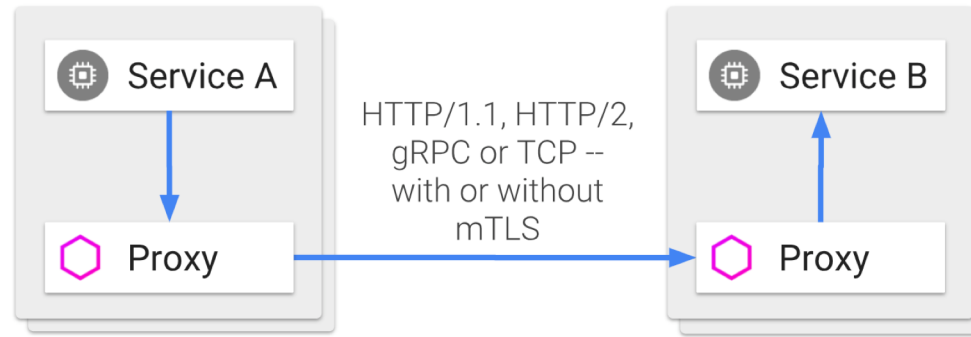 Service A
Proxy
HTTP/1.1, HTTP/2,
gRPC or TCP --
with or without
mTLS
Service B
Proxy